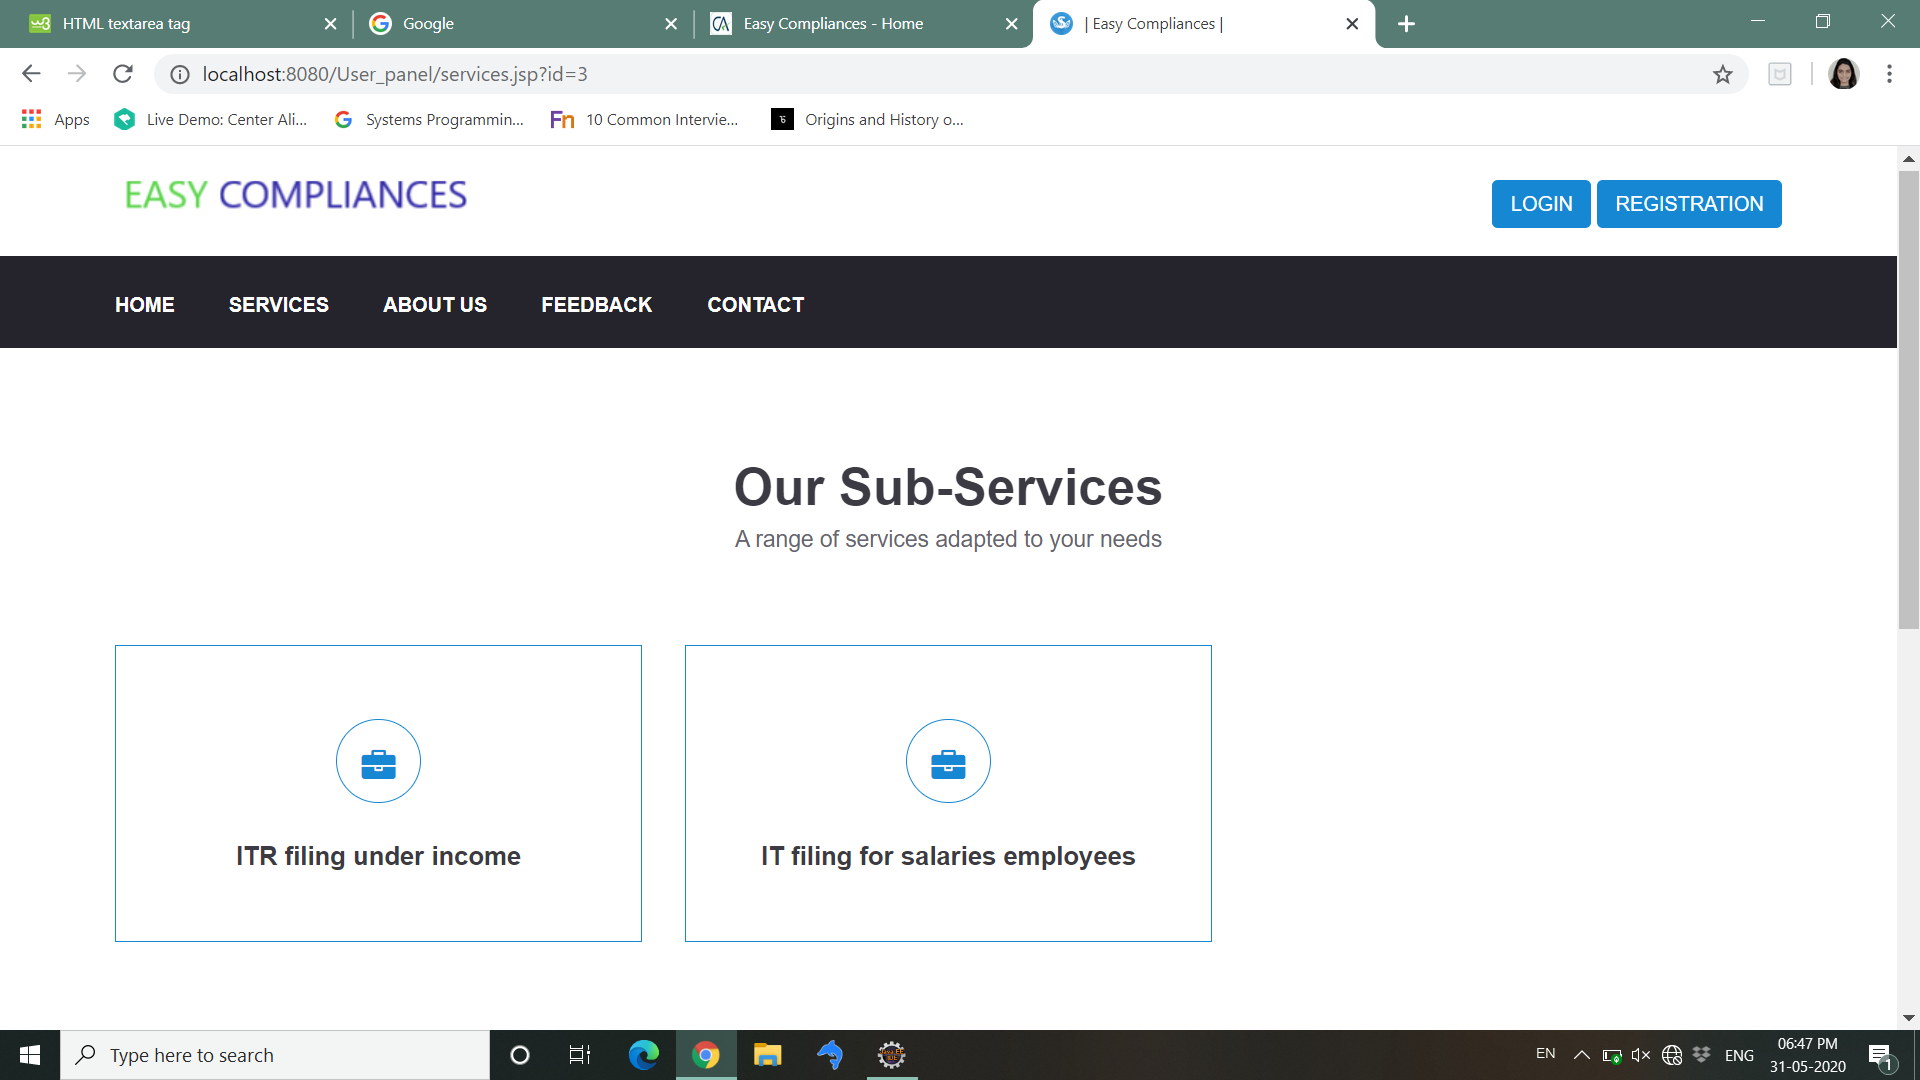 HTML textarea tag
Google
Easy Compliances - Home
| Easy Compliances |
localhost:8080/User_panel/services.jsp?id=3
Apps
Live Demo: Center Ali...
Systems Programmin...
Fn 10 Common Intervie...
Origins and History o...
EASY COMPLIANCES
LOGIN
REGISTRATION
HOME
SERVICES
ABOUT US
FEEDBACK
CONTACT
Our Sub-Services
A range of services adapted to your needs
ITR filing under income
IT filing for salaries employees
Type here to search
EN
ENG
06:47 PM
31-05-2020
1